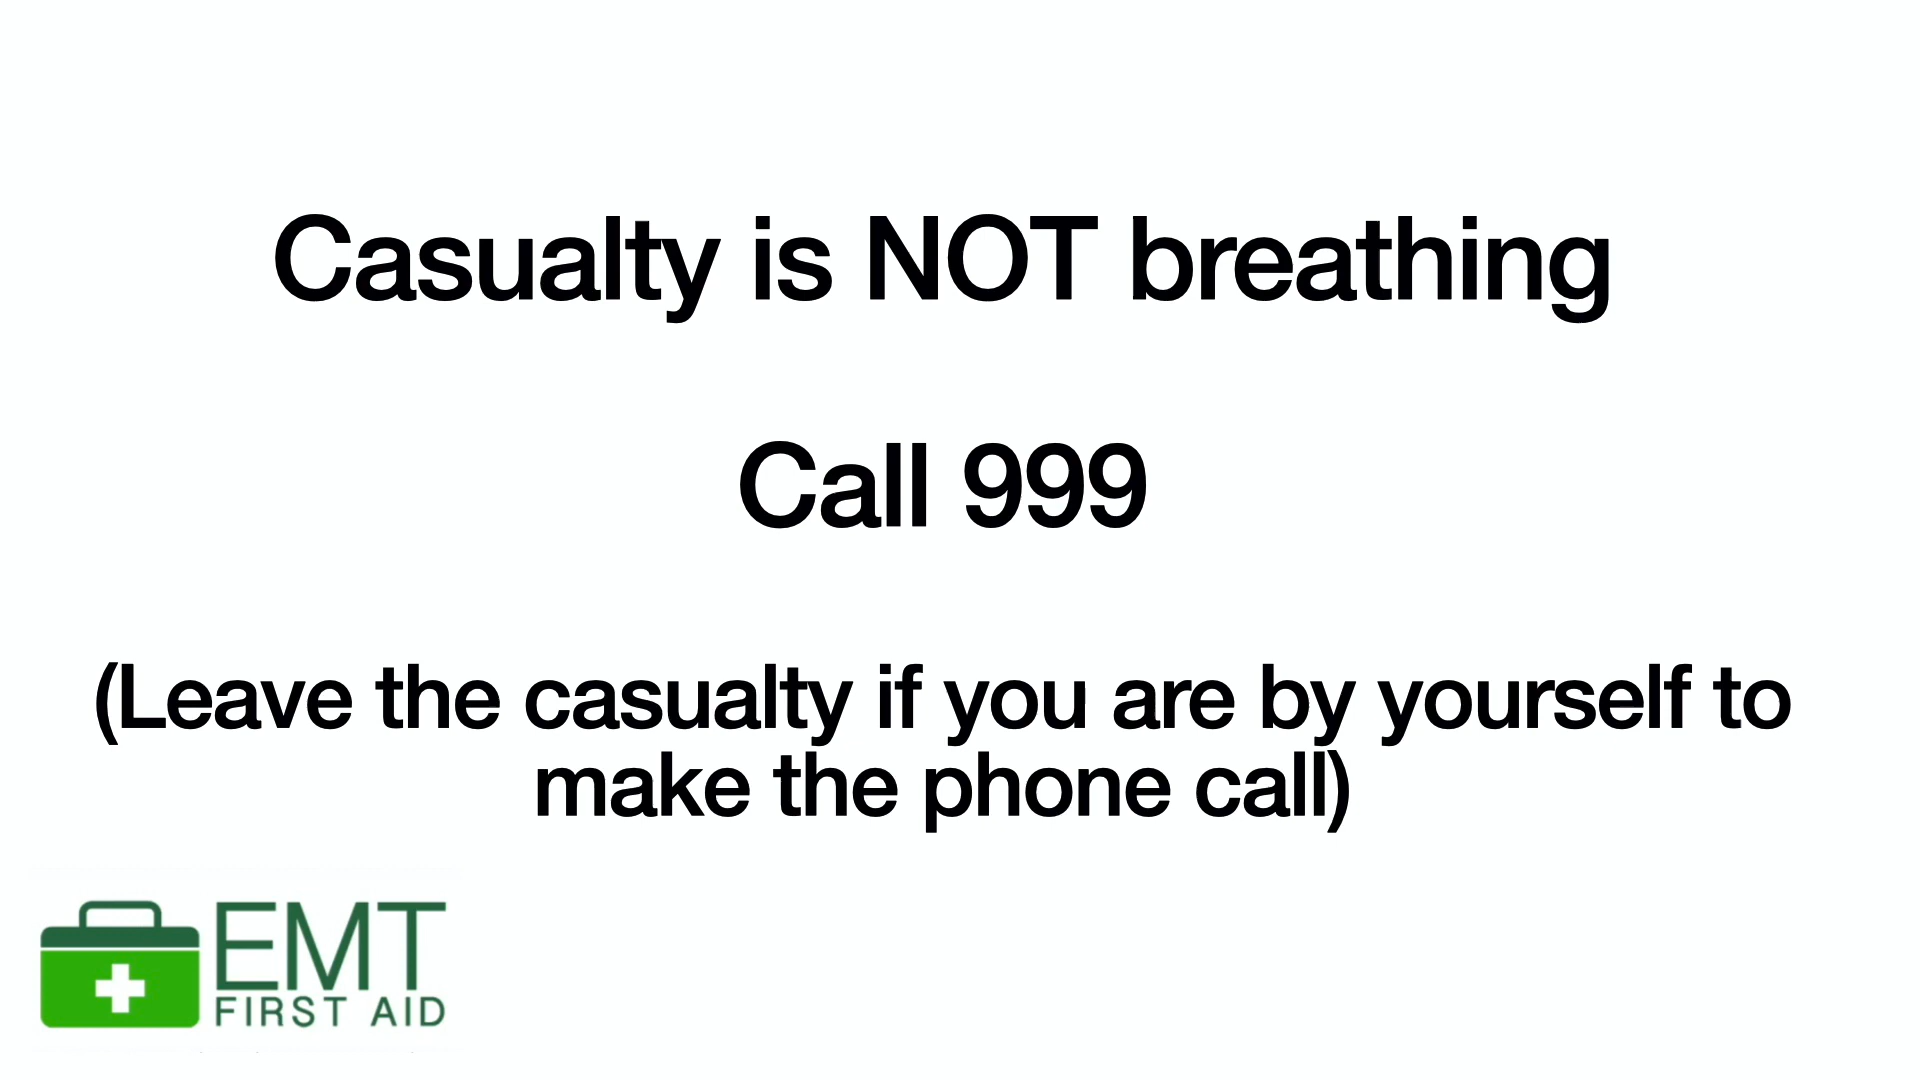 Casualty is NOT breathing
Call 999
(Leave the casualty if you are by yourself to
make the phone call)
EMT
FIRST AID